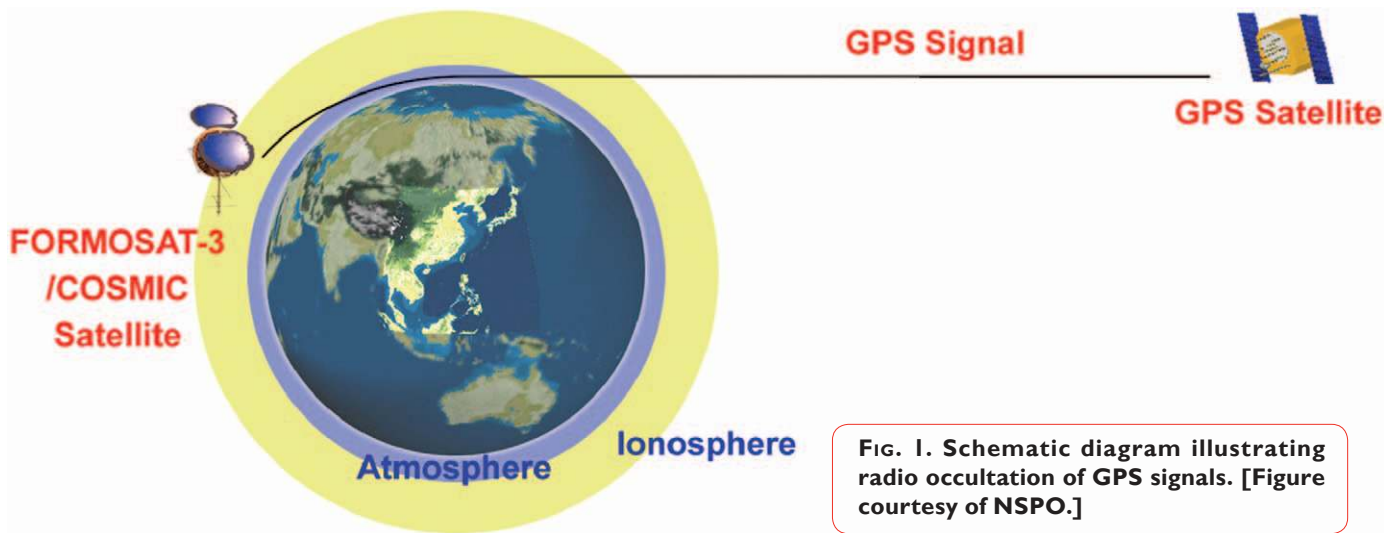 GPS Signal
GPS Satellite
FORMOSAT-3
/COSMIC
Satellite
Ionosphere
Atmosphere
FIG. 1. Schematic diagram illustrating
radio occultation of GPS signals. [Figure
courtesy of NSPO.]